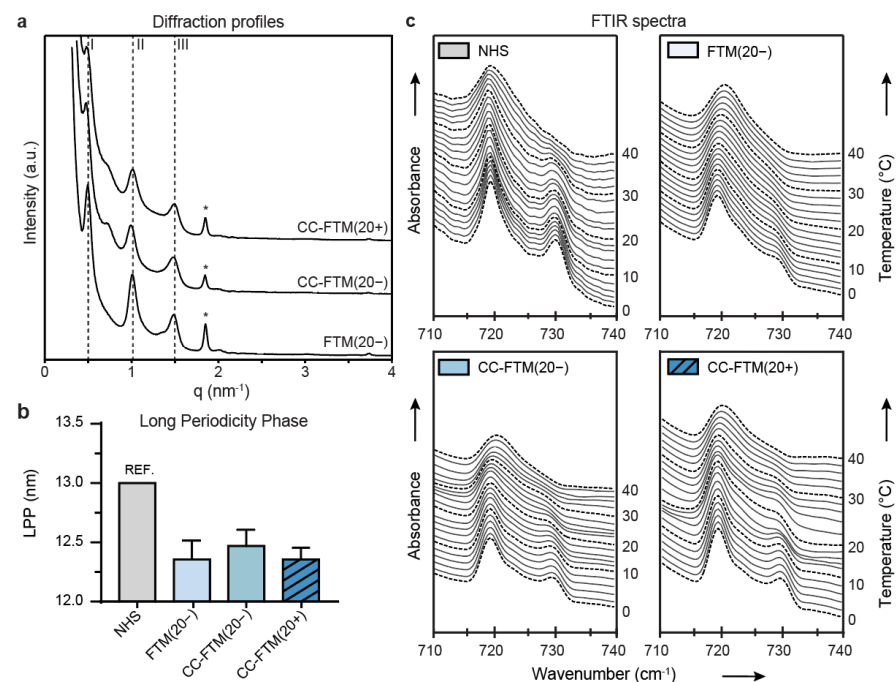 a
Diffraction profiles
I
II
III
Intensity (a.u.)
*
CC-FTM(20+)
*
CC-FTM(20−)
*
FTM(20−)
0
1
2
3
4
q (nm-1)
b
Long Periodicity Phase
LPP (nm)
13.5
13.0
12.5
12.0
REF.
NHS
FTM(20−)
CC-FTM(20−)
CC-FTM(20+)
c
FTIR spectra
NHS
Absorbance
40
30
20
10
0
710
720
730
740
FTM(20−)
40
30
20
10
0
Temperature (°C)
710
720
730
740
CC-FTM(20−)
Absorbance
40
30
20
10
0
710
720
730
740
CC-FTM(20+)
40
30
20
10
0
Temperature (°C)
710
720
730
740
Wavenumber (cm-1)